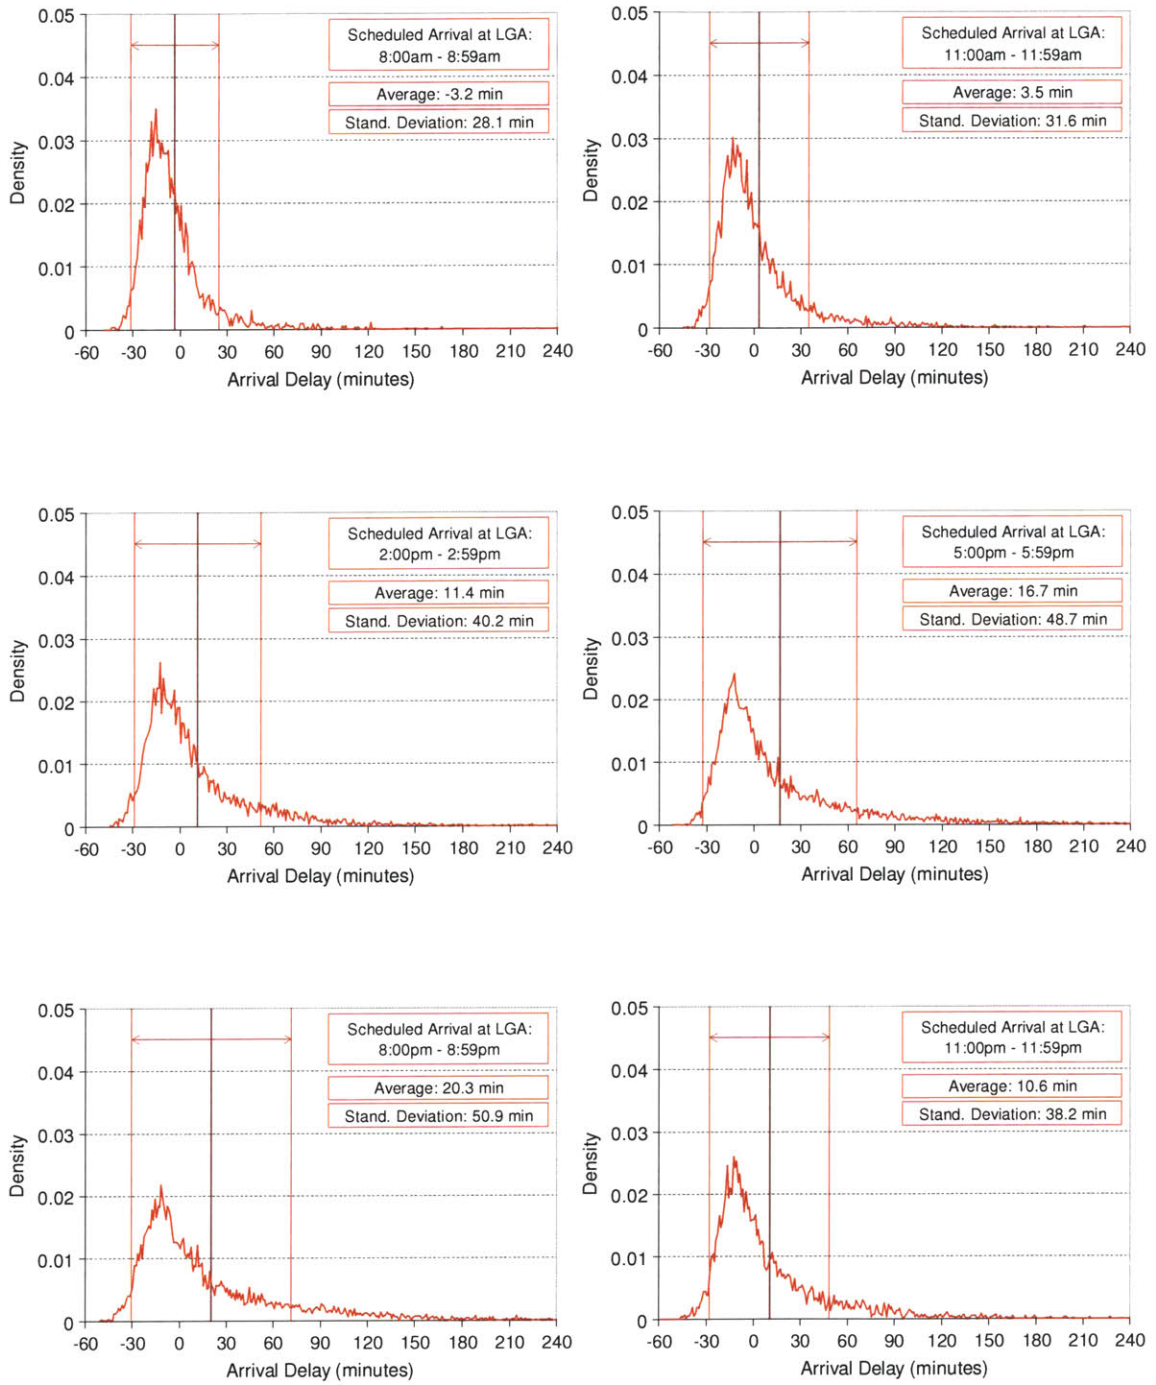 0.05
0.04
0.03
0.02
0.01
0
Density
-60 -30 0 30 60 90 120 150 180 210 240
Arrival Delay (minutes)
Scheduled Arrival at LGA:
8:00am - 8:59am
Average: -3.2 min
Stand. Deviation: 28.1 min
0.05
0.04
0.03
0.02
0.01
0
Density
-60 -30 0 30 60 90 120 150 180 210 240
Arrival Delay (minutes)
Scheduled Arrival at LGA:
11:00am - 11:59am
Average: 3.5 min
Stand. Deviation: 31.6 min
0.05
0.04
0.03
0.02
0.01
0
Density
-60 -30 0 30 60 90 120 150 180 210 240
Arrival Delay (minutes)
Scheduled Arrival at LGA:
2:00pm - 2:59pm
Average: 11.4 min
Stand. Deviation: 40.2 min
0.05
0.04
0.03
0.02
0.01
0
Density
-60 -30 0 30 60 90 120 150 180 210 240
Arrival Delay (minutes)
Scheduled Arrival at LGA:
5:00pm - 5:59pm
Average: 16.7 min
Stand. Deviation: 48.7 min
0.05
0.04
0.03
0.02
0.01
0
Density
-60 -30 0 30 60 90 120 150 180 210 240
Arrival Delay (minutes)
Scheduled Arrival at LGA:
8:00pm - 8:59pm
Average: 20.3 min
Stand. Deviation: 50.9 min
0.05
0.04
0.03
0.02
0.01
0
Density
-60 -30 0 30 60 90 120 150 180 210 240
Arrival Delay (minutes)
Scheduled Arrival at LGA:
11:00pm - 11:59pm
Average: 10.6 min
Stand. Deviation: 38.2 min